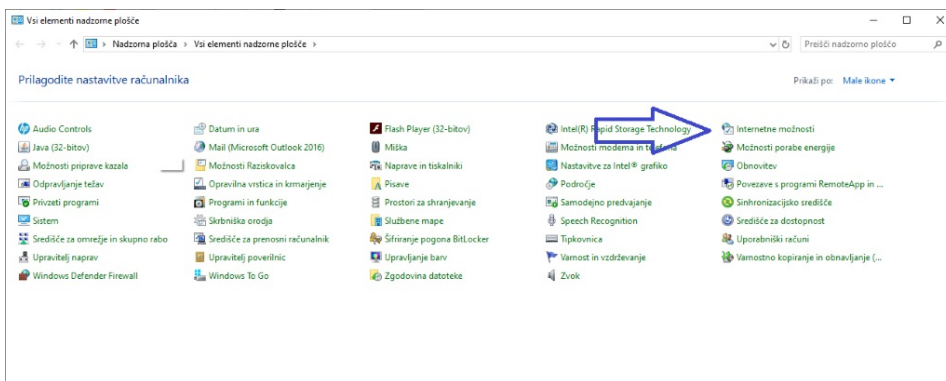 Vsi elementi nadzorne plošče
Nadzorna plošča > Vsi elementi nadzorne plošče >
Preišči nadzorno ploščo
Prilagodite nastavitve računalnika
Prikaži po: Male ikone
Audio Controls
Datum in ura
Flash Player (32-bitov)
Intel(R) Rapid Storage Technology
Internetne možnosti
Java (32-bitov)
Mail (Microsoft Outlook 2016)
Miška
Možnosti modema in telefona
Možnosti porabe energije
Možnosti priprave kazala
Možnosti Raziskovalca
Naprave in tiskalniki
Nastavitve za Intel® grafiko
Obnovitev
Odpravljanje težav
Opravilna vrstica in krmarjenje
Pisave
Področje
Povezave s programi RemoteApp in ...
Privzeti programi
Programi in funkcije
Prostori za shranjevanje
Samodejno predvajanje
Sinhronizacijsko središče
Sistem
Skrbniška orodja
Službene mape
Speech Recognition
Središče za dostopnost
Središče za omrežje in skupno rabo
Središče za prenosni računalnik
Šifriranje pogona BitLocker
Tipkovnica
Uporabniški računi
Upravitelj naprav
Upravitelj poverilnic
Upravljanje barv
Varnost in vzdrževanje
Varnostno kopiranje in obnavljanje (...
Windows Defender Firewall
Windows To Go
Zgodovina datoteke
Zvok